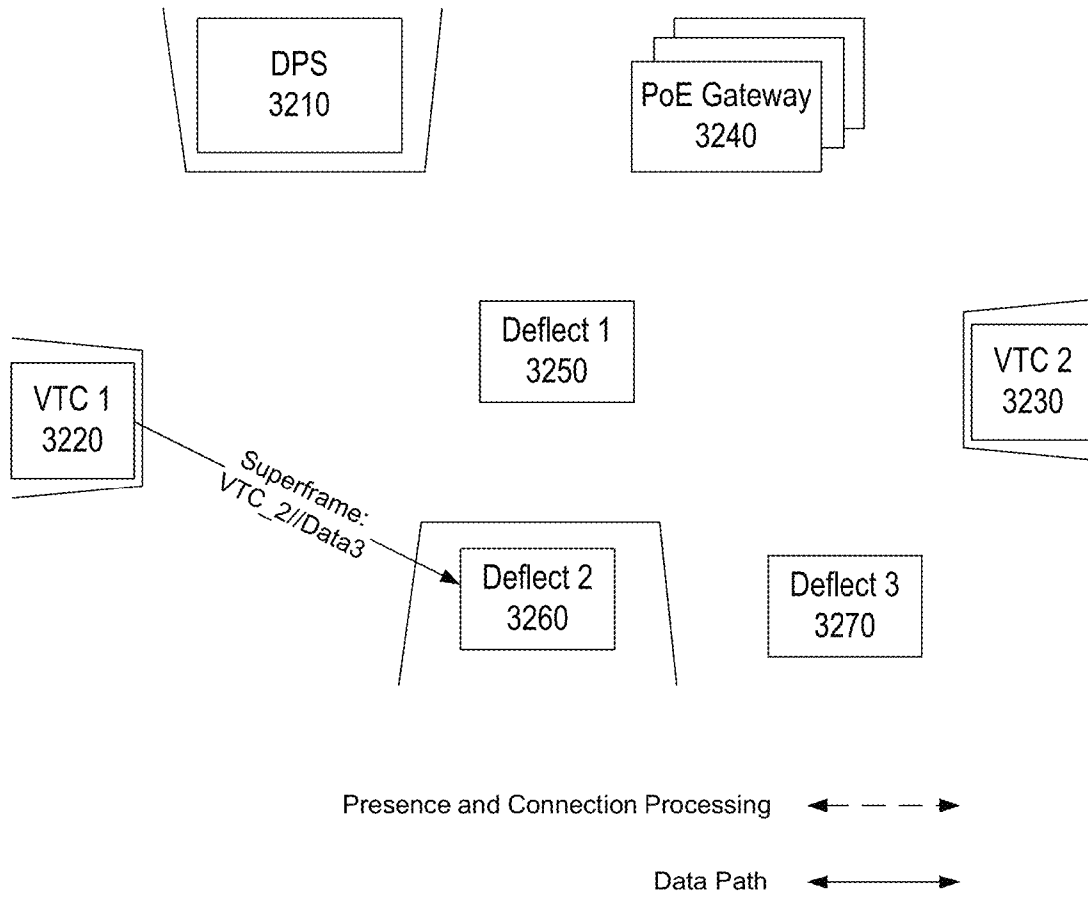 DPS
3210
PoE Gateway
3240
Deflect 1
3250
VTC 1
3220
VTC 2
3230
Superframe:
VTC_2//Data3
Deflect 2
3260
Deflect 3
3270
Presence and Connection Processing
Data Path